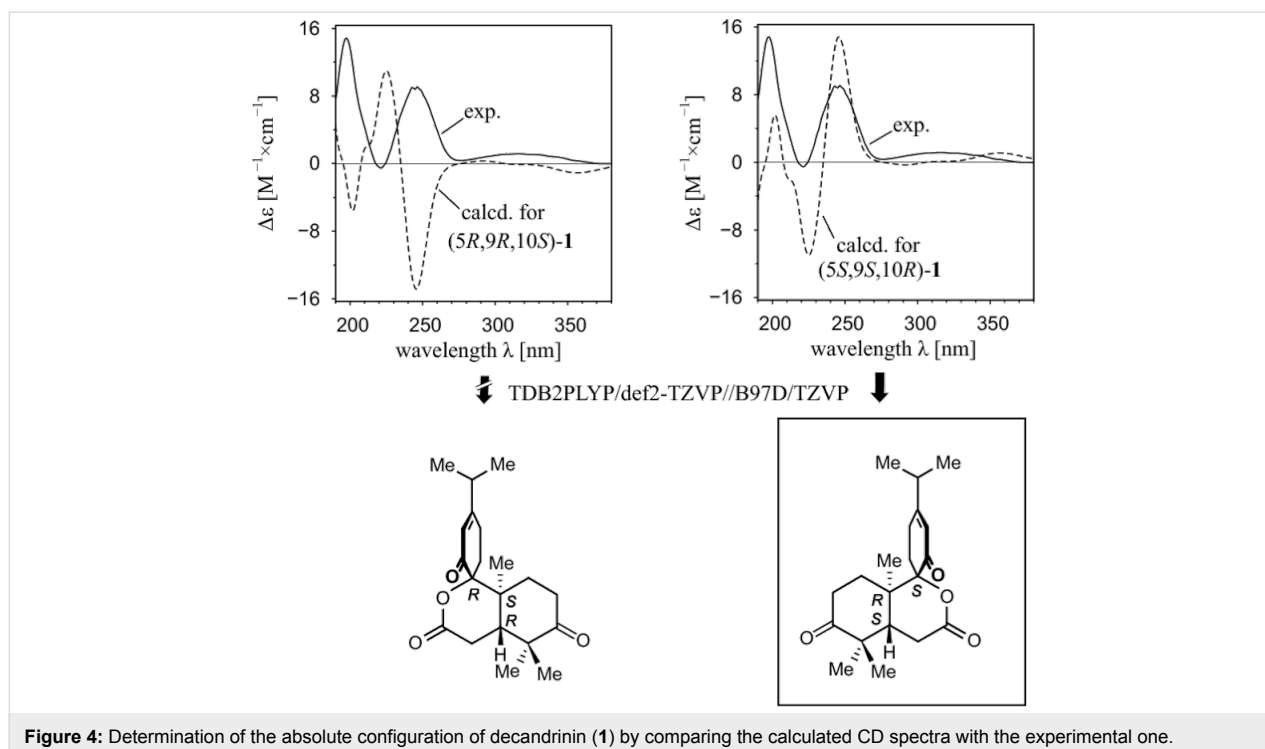 16
8
0
−8
−16
Δε [M⁻¹×cm⁻¹]
exp.
calcd. for
(5R,9R,10S)-1
200 250 300 350
wavelength λ [nm]
16
8
0
−8
−16
Δε [M⁻¹×cm⁻¹]
exp.
calcd. for
(5S,9S,10R)-1
200 250 300 350
wavelength λ [nm]
TDB2PLYP/def2-TZVP//B97D/TZVP
Me Me
O Me
O R S
R
O H O
Me Me
Me Me
Me O
R S O
S
O H O
Me Me
Figure 4: Determination of the absolute configuration of decandrinin (1) by comparing the calculated CD spectra with the experimental one.